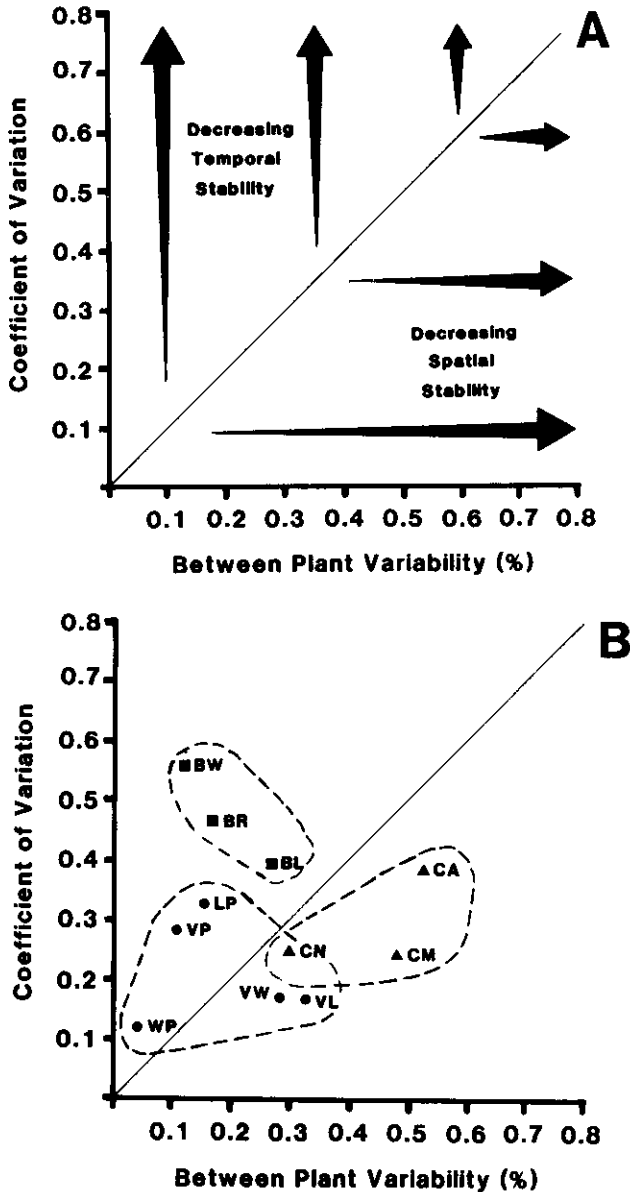 A
Coefficient of Variation
0.8
0.7
0.6
0.5
0.4
0.3
0.2
0.1
Decreasing
Temporal
Stability
Decreasing
Spatial
Stability
0.1 0.2 0.3 0.4 0.5 0.6 0.7 0.8
Between Plant Variability (%)
B
Coefficient of Variation
0.8
0.7
0.6
0.5
0.4
0.3
0.2
0.1
BW
BR
BL
CA
LP
VP
CN
CM
VW
VL
WP
0.1 0.2 0.3 0.4 0.5 0.6 0.7 0.8
Between Plant Variability (%)